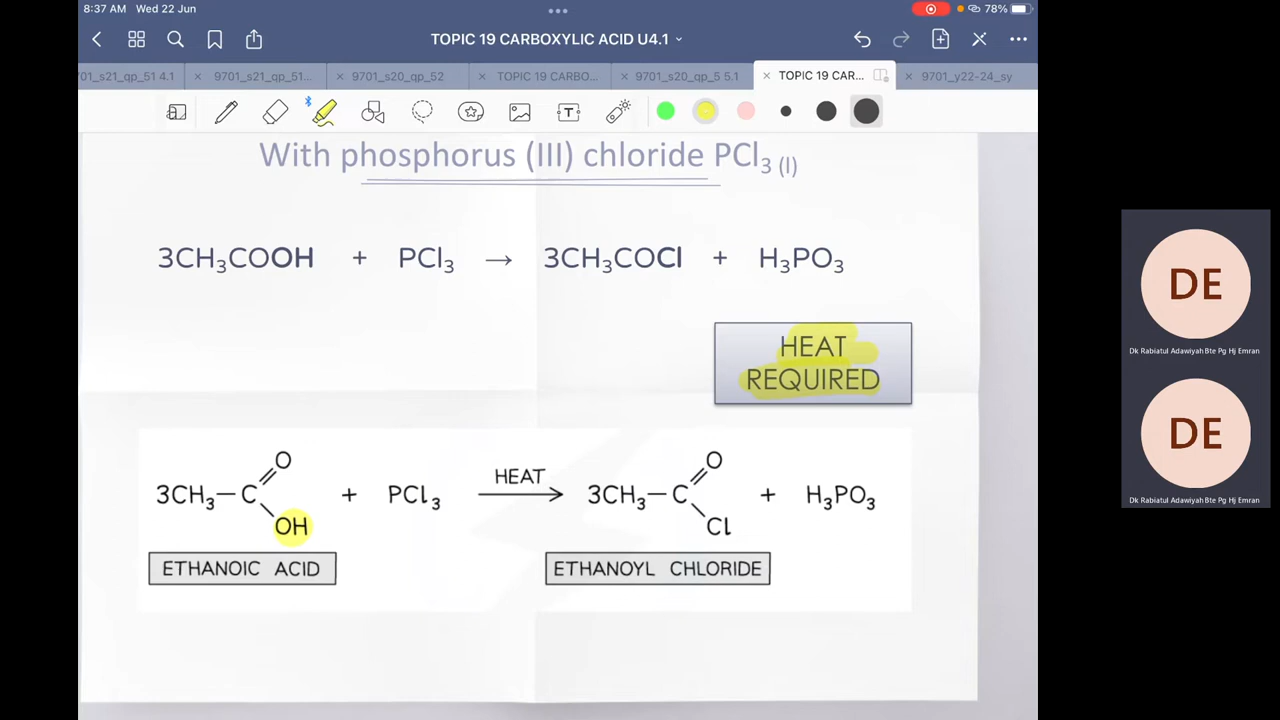 8:37 AM Wed 22 Jun
78%
TOPIC 19 CARBOXYLIC ACID U4.1
_s21_qp_51 4.1
9701_s21_qp_51...
9701_s20_qp_52
TOPIC 19 CARBO...
9701_s20_qp_5 5.1
TOPIC 19 CAR...
9701_y22-24_sy
With phosphorus (III) chloride PCl₃ (l)
3CH₃COOH + PCl₃ → 3CH₃COCl + H₃PO₃
HEAT
REQUIRED
O
3CH₃—C + PCl₃ HEAT 3CH₃—C + H₃PO₃
OH
O
Cl
ETHANOIC ACID
ETHANOYL CHLORIDE
DE
Dk Rabiatul Adawiyah Bte Pg Hj Emran
DE
Dk Rabiatul Adawiyah Bte Pg Hj Emran